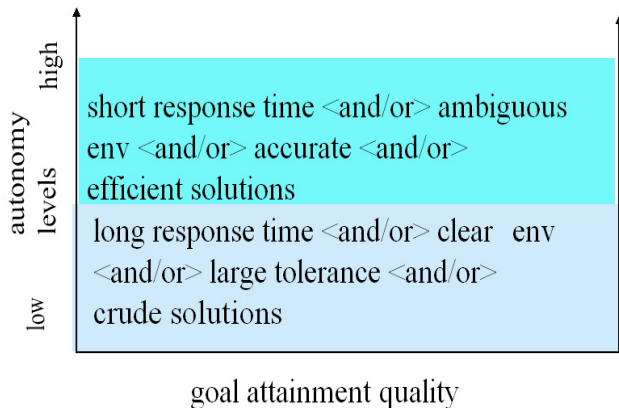 high
autonomy
levels
low
short response time <and/or> ambiguous
env <and/or> accurate <and/or>
efficient solutions
long response time <and/or> clear env
<and/or> large tolerance <and/or>
crude solutions
goal attainment quality